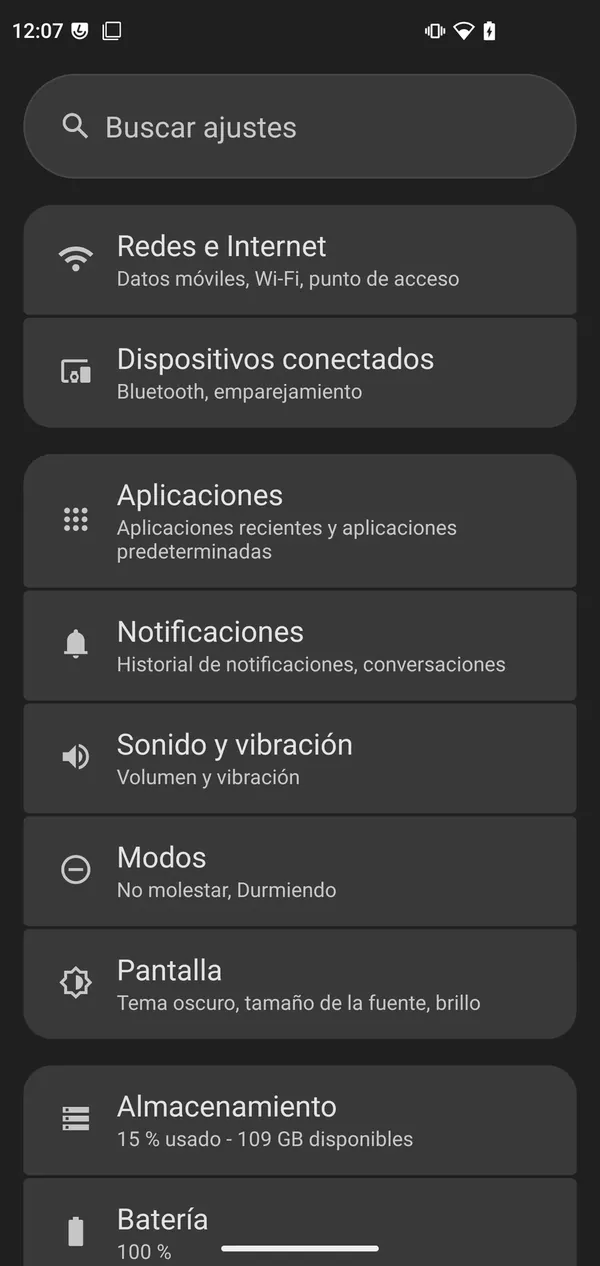 12:07
Buscar ajustes
Redes e Internet
Datos móviles, Wi-Fi, punto de acceso
Dispositivos conectados
Bluetooth, emparejamiento
Aplicaciones
Aplicaciones recientes y aplicaciones
predeterminadas
Notificaciones
Historial de notificaciones, conversaciones
Sonido y vibración
Volumen y vibración
Modos
No molestar, Durmiendo
Pantalla
Tema oscuro, tamaño de la fuente, brillo
Almacenamiento
15 % usado - 109 GB disponibles
Batería
100 %